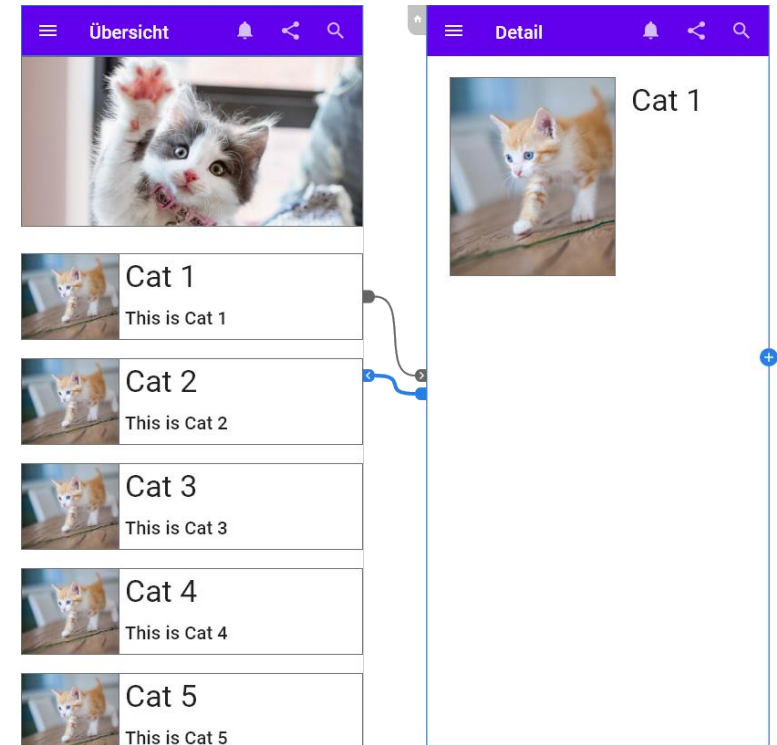 Übersicht
Cat 1
This is Cat 1
Cat 2
This is Cat 2
Cat 3
This is Cat 3
Cat 4
This is Cat 4
Cat 5
This is Cat 5
Detail
Cat 1